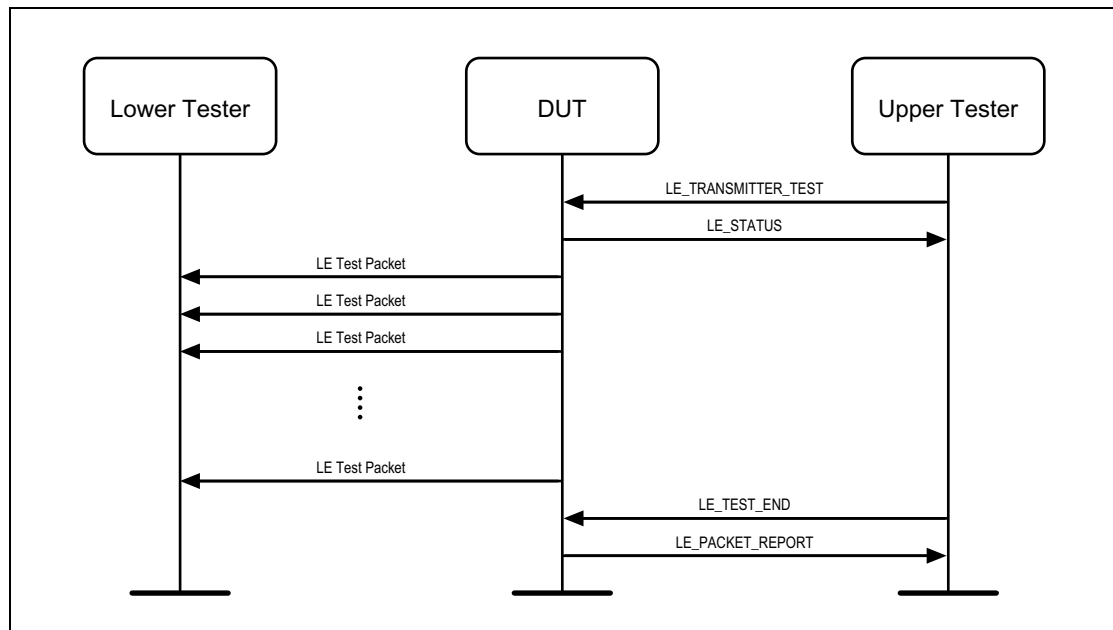 Lower Tester
DUT
Upper Tester
LE_TRANSMITTER_TEST
LE_STATUS
LE Test Packet
LE Test Packet
LE Test Packet
LE Test Packet
LE_TEST_END
LE_PACKET_REPORT